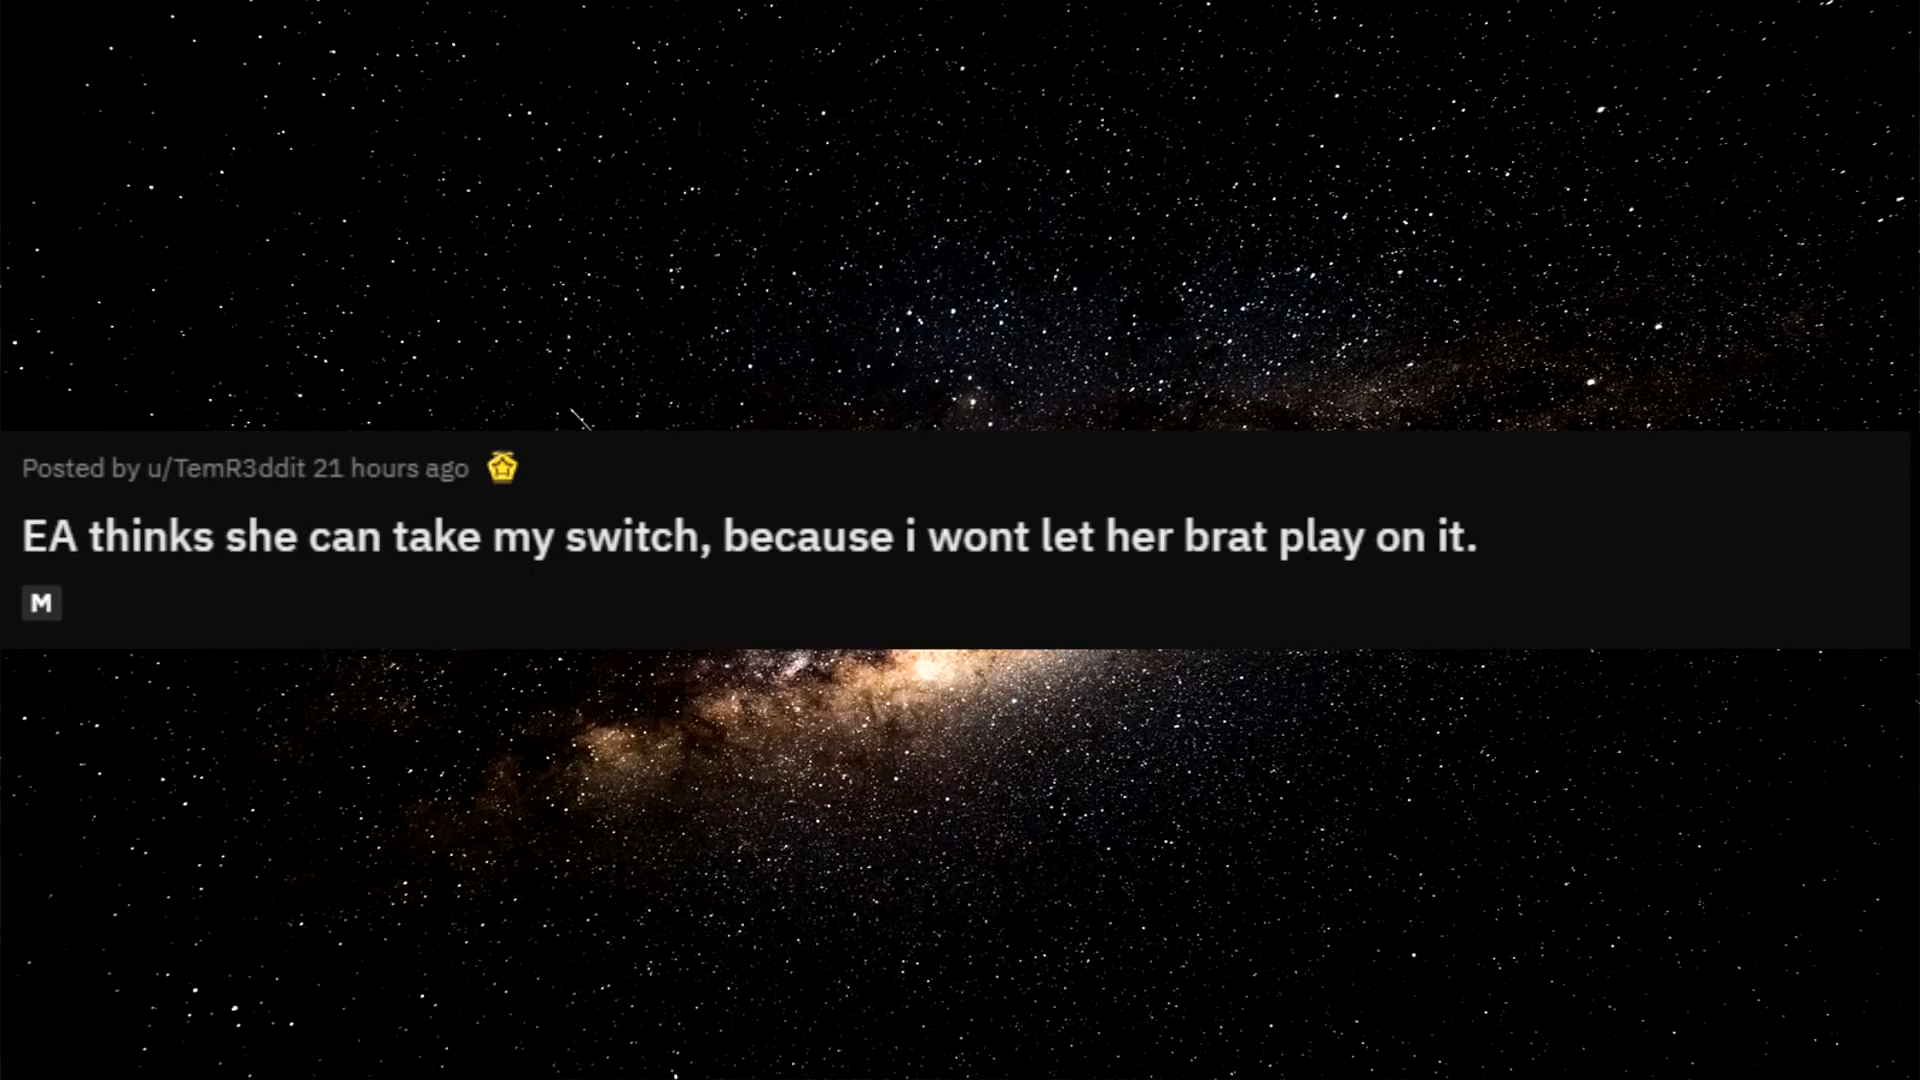 Posted by u/TemR3ddit 21 hours ago
EA thinks she can take my switch, because i wont let her brat play on it.
M